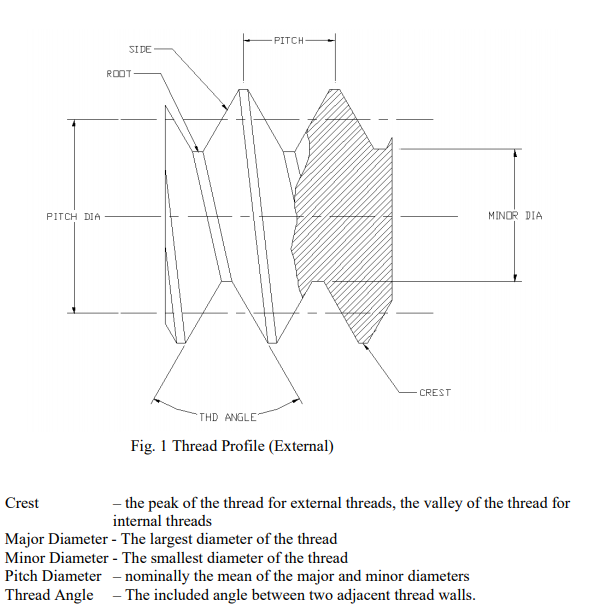 PITCH
SIDE
ROOT
PITCH DIA
MINOR DIA
CREST
THD ANGLE
Fig. 1 Thread Profile (External)
Crest – the peak of the thread for external threads, the valley of the thread for
internal threads
Major Diameter - The largest diameter of the thread
Minor Diameter - The smallest diameter of the thread
Pitch Diameter – nominally the mean of the major and minor diameters
Thread Angle – The included angle between two adjacent thread walls.